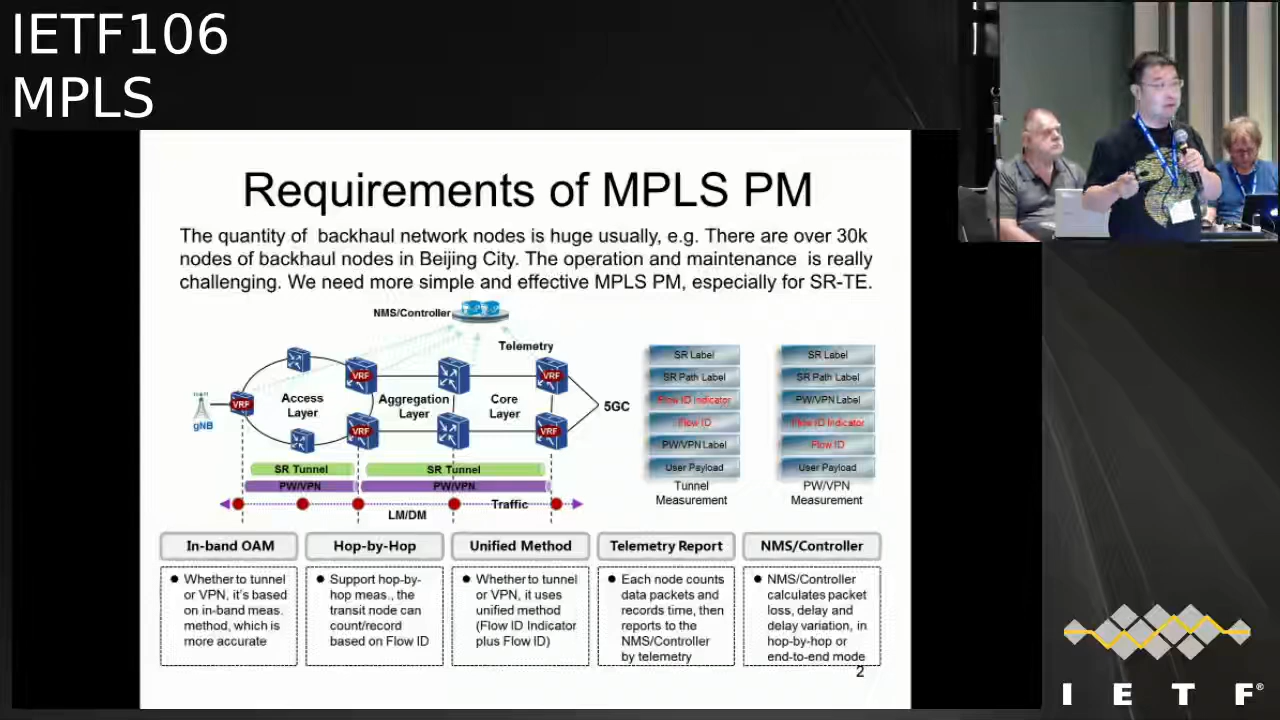 IETF106
MPLS
Requirements of MPLS PM
The quantity of backhaul network nodes is huge usually, e.g. There are over 30k
nodes of backhaul nodes in Beijing City. The operation and maintenance is really
challenging. We need more simple and effective MPLS PM, especially for SR-TE.
NMS/Controller
Telemetry
VRF
VRF
VRF
VRF
VRF
gNB
Access
Layer
Aggregation
Layer
Core
Layer
5GC
SR Tunnel
SR Tunnel
PW/VPN
PW/VPN
Traffic
LM/DM
SR Label
SR Path Label
Flow ID Indicator
Flow ID
PW/VPN Label
User Payload
Tunnel
Measurement
SR Label
SR Path Label
PW/VPN Label
Flow ID Indicator
Flow ID
User Payload
PW/VPN
Measurement
In-band OAM
● Whether to tunnel
or VPN, it's based
on in-band meas.
method, which is
more accurate
Hop-by-Hop
● Support hop-by-
hop meas., the
transit node can
count/record
based on Flow ID
Unified Method
● Whether to tunnel
or VPN, it uses
unified method
(Flow ID Indicator
plus Flow ID)
Telemetry Report
● Each node counts
data packets and
records time, then
reports to the
NMS/Controller
by telemetry
NMS/Controller
● NMS/Controller
calculates packet
loss, delay and
delay variation, in
hop-by-hop or
end-to-end mode
2
I E T F®